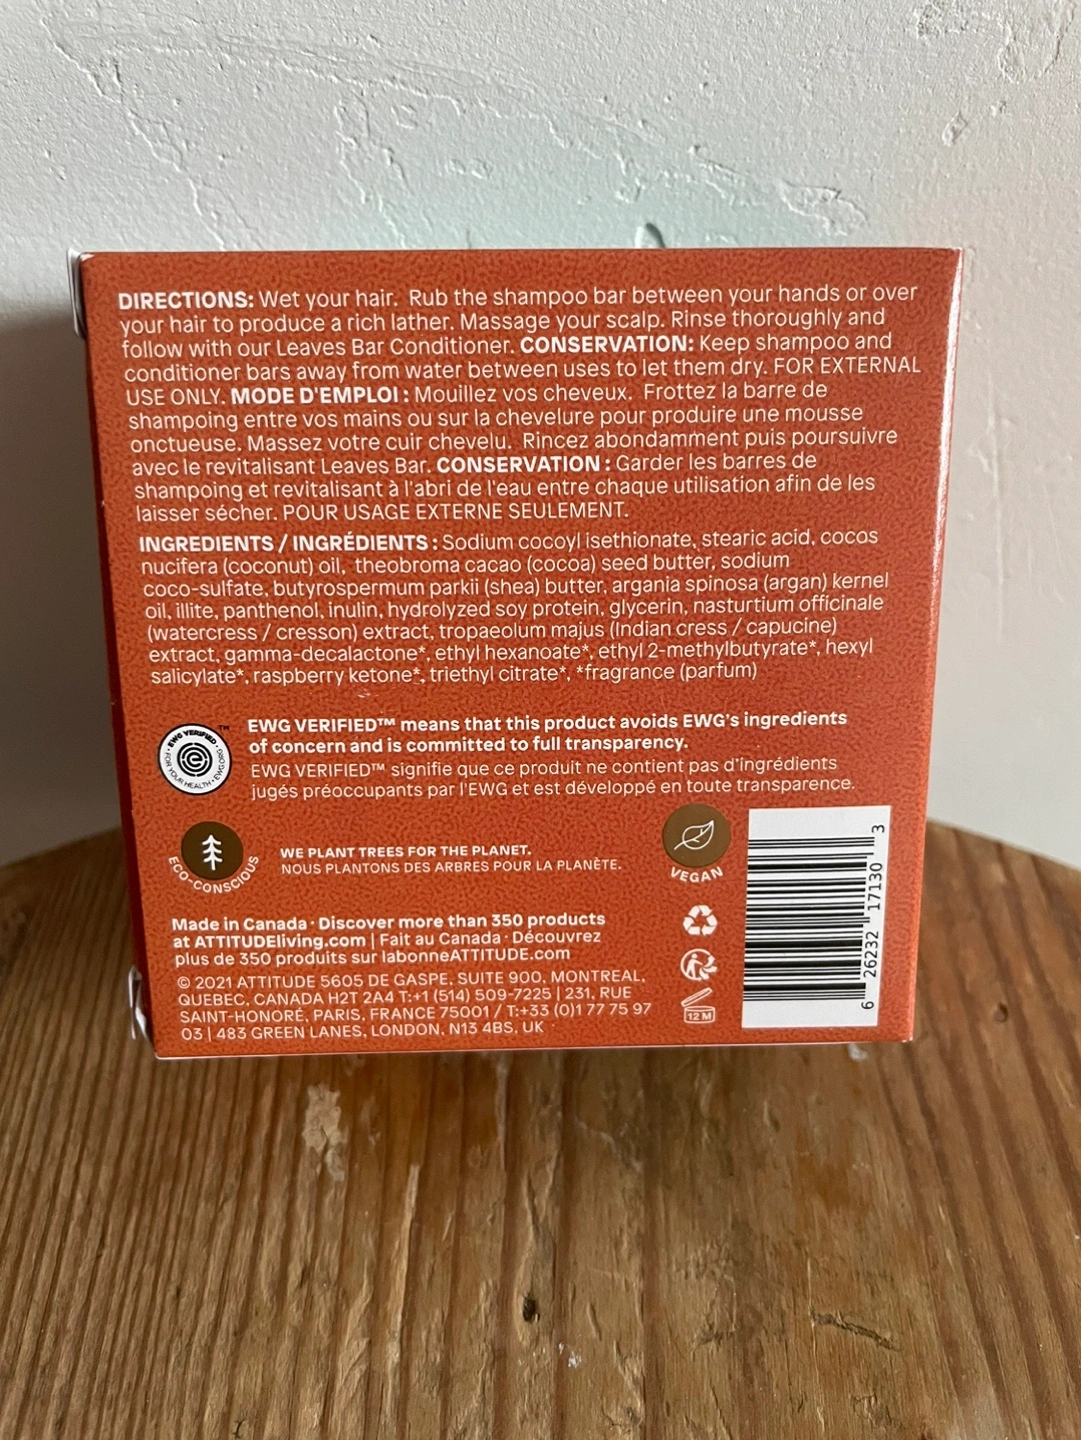 DIRECTIONS: Wet your hair. Rub the shampoo bar between your hands or over
your hair to produce a rich lather. Massage your scalp. Rinse thoroughly and
follow with our Leaves Bar Conditioner. CONSERVATION: Keep shampoo and
conditioner bars away from water between uses to let them dry. FOR EXTERNAL
USE ONLY. MODE D'EMPLOI : Mouillez vos cheveux. Frottez la barre de
shampoing entre vos mains ou sur la chevelure pour produire une mousse
onctueuse. Massez votre cuir chevelu. Rincez abondamment puis poursuivre
avec le revitalisant Leaves Bar. CONSERVATION : Garder les barres de
shampoing et revitalisant à l'abri de l'eau entre chaque utilisation afin de les
laisser sécher. POUR USAGE EXTERNE SEULEMENT.
INGREDIENTS / INGRÉDIENTS : Sodium cocoyl isethionate, stearic acid, cocos
nucifera (coconut) oil, theobroma cacao (cocoa) seed butter, sodium
coco-sulfate, butyrospermum parkii (shea) butter, argania spinosa (argan) kernel
oil, illite, panthenol, inulin, hydrolyzed soy protein, glycerin, nasturtium officinale
(watercress / cresson) extract, tropaeolum majus (Indian cress / capucine)
extract, gamma-decalactone*, ethyl hexanoate*, ethyl 2-methylbutyrate*, hexyl
salicylate*, raspberry ketone*, triethyl citrate*, *fragrance (parfum)
EWG VERIFIED™ means that this product avoids EWG's ingredients
of concern and is committed to full transparency.
EWG VERIFIED™ signifie que ce produit ne contient pas d'ingrédients
jugés préoccupants par l'EWG et est développé en toute transparence.
EWG VERIFIED · FOR YOUR HEALTH · EWG.ORG ™
ECO-CONSCIOUS
WE PLANT TREES FOR THE PLANET.
NOUS PLANTONS DES ARBRES POUR LA PLANÈTE.
VEGAN
Made in Canada · Discover more than 350 products
at ATTITUDEliving.com | Fait au Canada · Découvrez
plus de 350 produits sur labonneATTITUDE.com
© 2021 ATTITUDE 5605 DE GASPE, SUITE 900, MONTREAL,
QUEBEC, CANADA H2T 2A4 T:+1 (514) 509-7225 | 231, RUE
SAINT-HONORÉ, PARIS, FRANCE 75001 / T:+33 (0)1 77 75 97
03 | 483 GREEN LANES, LONDON, N13 4BS, UK
12 M
6 26232 17130 3